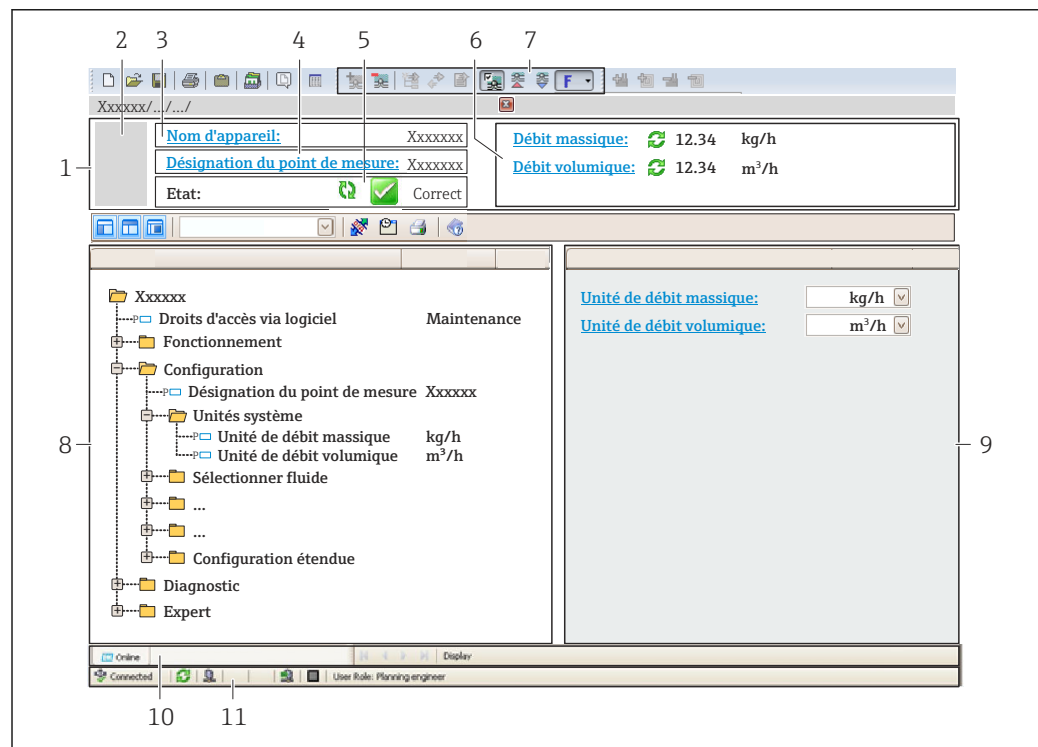 2 3 4 5 6 7
F
Xxxxxx/.../.../
1
Nom d'appareil: Xxxxxxx
Désignation du point de mesure: Xxxxxxx
Etat: Correct
Débit massique: 12.34 kg/h
Débit volumique: 12.34 m³/h
Xxxxxx
P Droits d'accès via logiciel Maintenance
Fonctionnement
Configuration
P Désignation du point de mesure Xxxxxx
Unités système
P Unité de débit massique kg/h
P Unité de débit volumique m³/h
Sélectionner fluide
...
...
Configuration étendue
Diagnostic
Expert
8
Unité de débit massique: kg/h
Unité de débit volumique: m³/h
9
Online Display
Connected User Role: Planning engineer
10 11